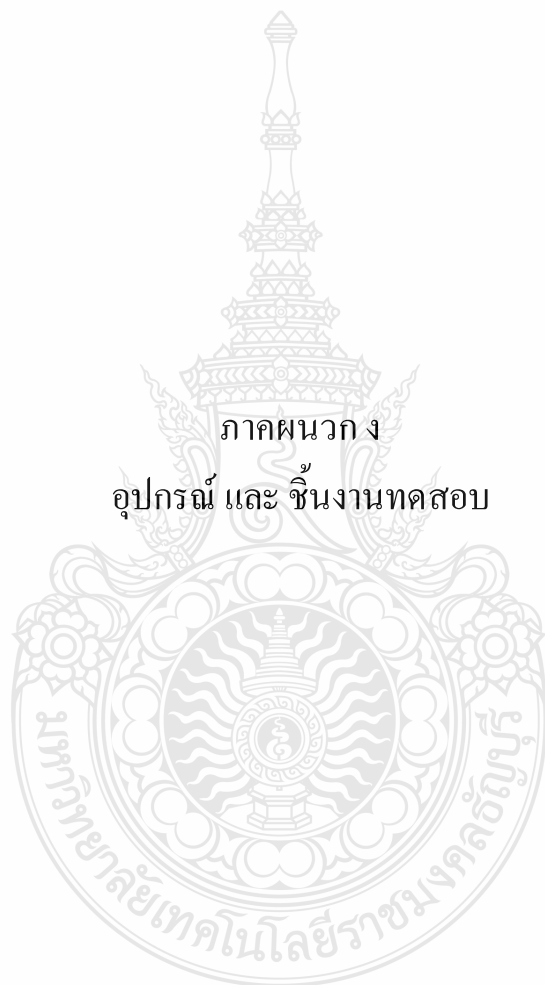 ภาคผนวก ง
อุปกรณ์ และ ชิ้นงานทดสอบ
มหาวิทยาลัยเทคโนโลยีราชมงคลธัญบุรี